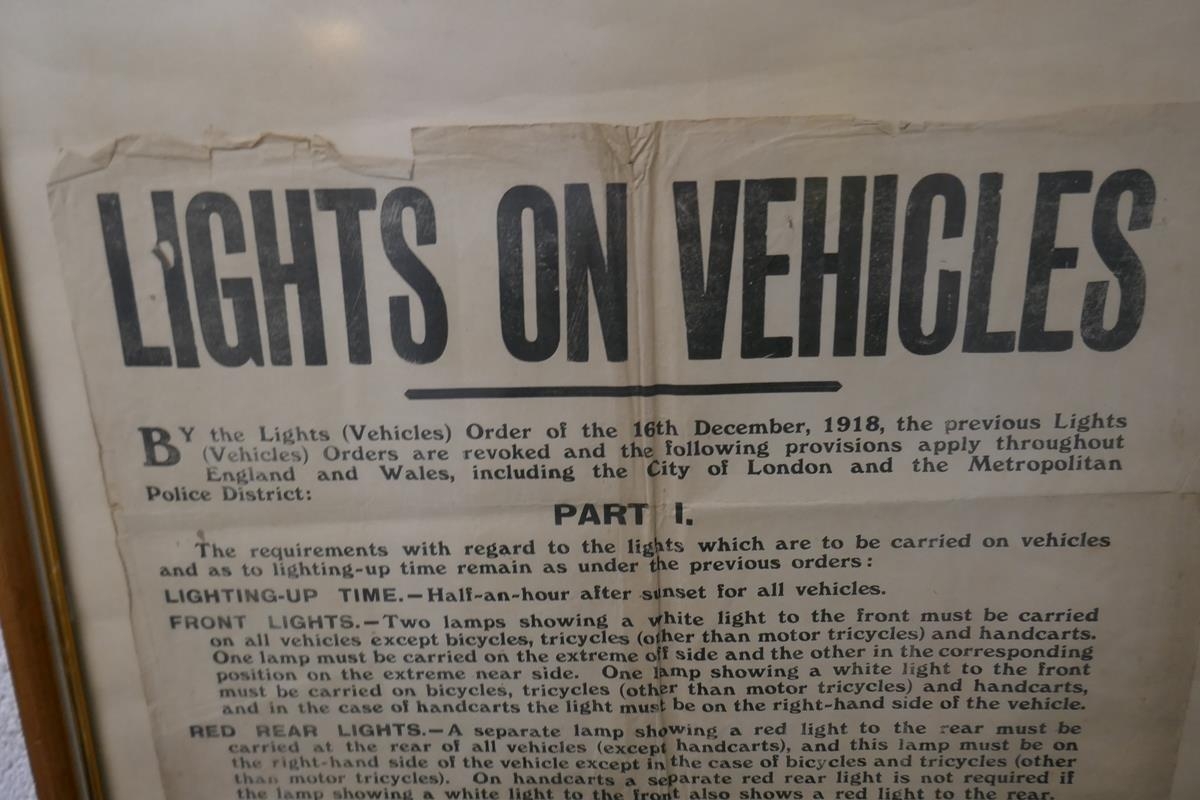 LIGHTS ON VEHICLES
BY the Lights (Vehicles) Order of the 16th December, 1918, the previous Lights
(Vehicles) Orders are revoked and the following provisions apply throughout
England and Wales, including the City of London and the Metropolitan
Police District:
PART I.
The requirements with regard to the lights which are to be carried on vehicles
and as to lighting-up time remain as under the previous orders:
LIGHTING-UP TIME.—Half-an-hour after sunset for all vehicles.
FRONT LIGHTS.—Two lamps showing a white light to the front must be carried
on all vehicles except bicycles, tricycles (other than motor tricycles) and handcarts.
One lamp must be carried on the extreme off side and the other in the corresponding
position on the extreme near side. One lamp showing a white light to the front
must be carried on bicycles, tricycles (other than motor tricycles) and handcarts,
and in the case of handcarts the light must be on the right-hand side of the vehicle.
RED REAR LIGHTS.—A separate lamp showing a red light to the rear must be
carried at the rear of all vehicles (except handcarts), and this lamp must be on
the right-hand side of the vehicle except in the case of bicycles and tricycles (other
than motor tricycles). On handcarts a separate red rear light is not required if
the lamp showing a white light to the front also shows a red light to the rear.